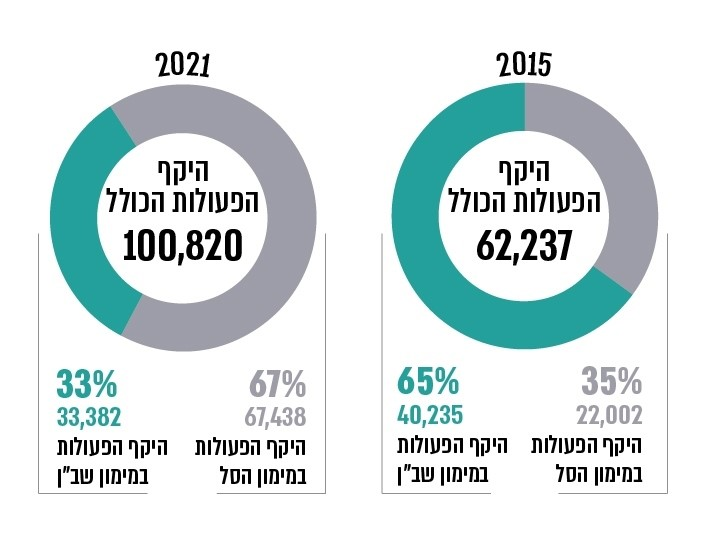 2015
היקף
הפעולות הכולל
62,237
35%
22,002
היקף הפעולות
במימון הסל
65%
40,235
היקף הפעולות
במימון שב"ן
2021
היקף
הפעולות הכולל
100,820
67%
67,438
היקף הפעולות
במימון הסל
33%
33,382
היקף הפעולות
במימון שב"ן